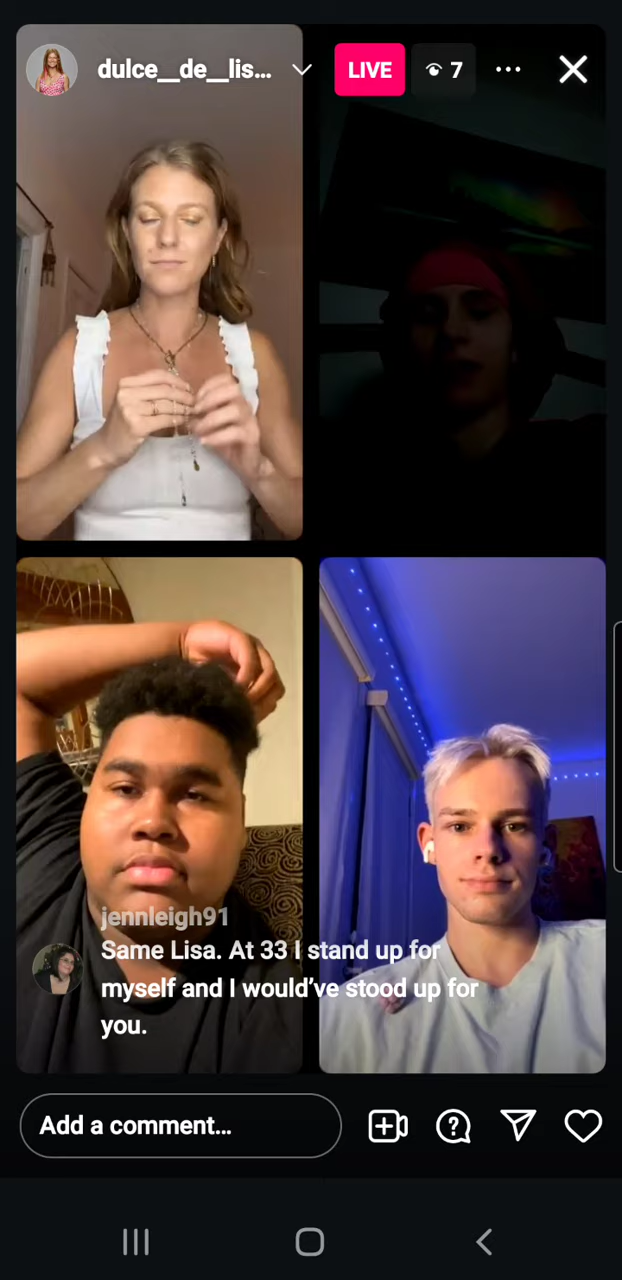 dulce__de__lis...
LIVE
7
jennleigh91
Same Lisa. At 33 I stand up for
myself and I would’ve stood up for
you.
Add a comment...